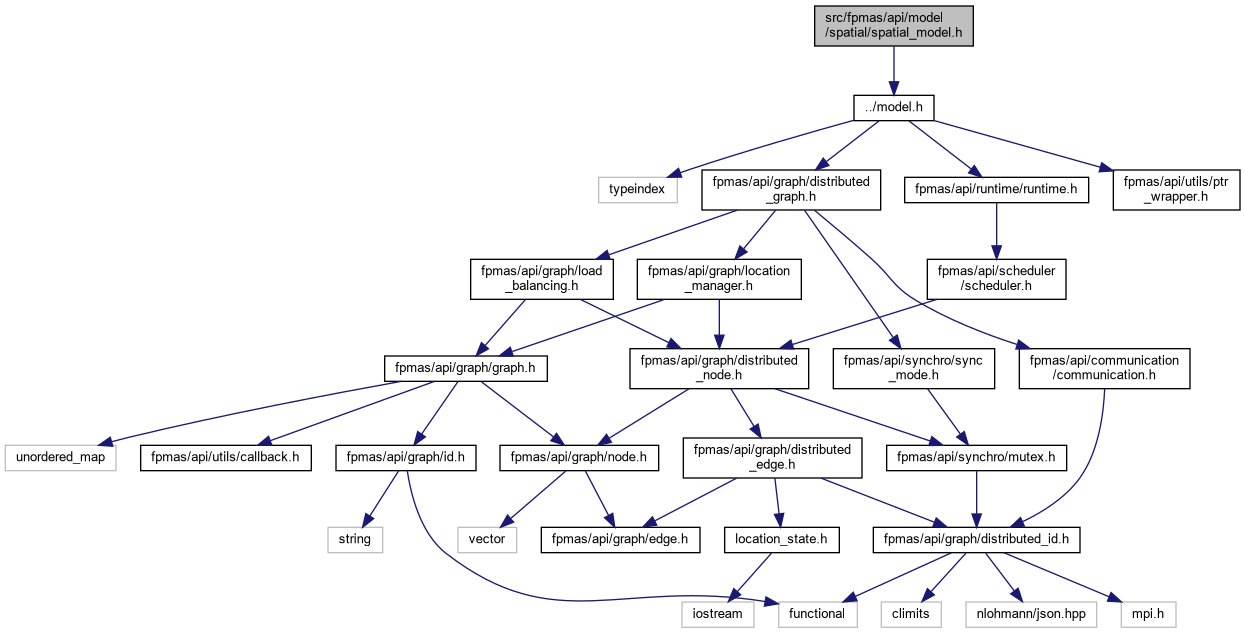 src/fpmas/api/model
/spatial/spatial_model.h
../model.h
typeindex
fpmas/api/graph/distributed
_graph.h
fpmas/api/runtime/runtime.h
fpmas/api/utils/ptr
_wrapper.h
fpmas/api/graph/load
_balancing.h
fpmas/api/graph/location
_manager.h
fpmas/api/scheduler
/scheduler.h
fpmas/api/graph/graph.h
fpmas/api/graph/distributed
_node.h
fpmas/api/synchro/sync
_mode.h
fpmas/api/communication
/communication.h
unordered_map
fpmas/api/utils/callback.h
fpmas/api/graph/id.h
fpmas/api/graph/node.h
fpmas/api/graph/distributed
_edge.h
fpmas/api/synchro/mutex.h
string
vector
fpmas/api/graph/edge.h
location_state.h
fpmas/api/graph/distributed_id.h
iostream
functional
climits
nlohmann/json.hpp
mpi.h